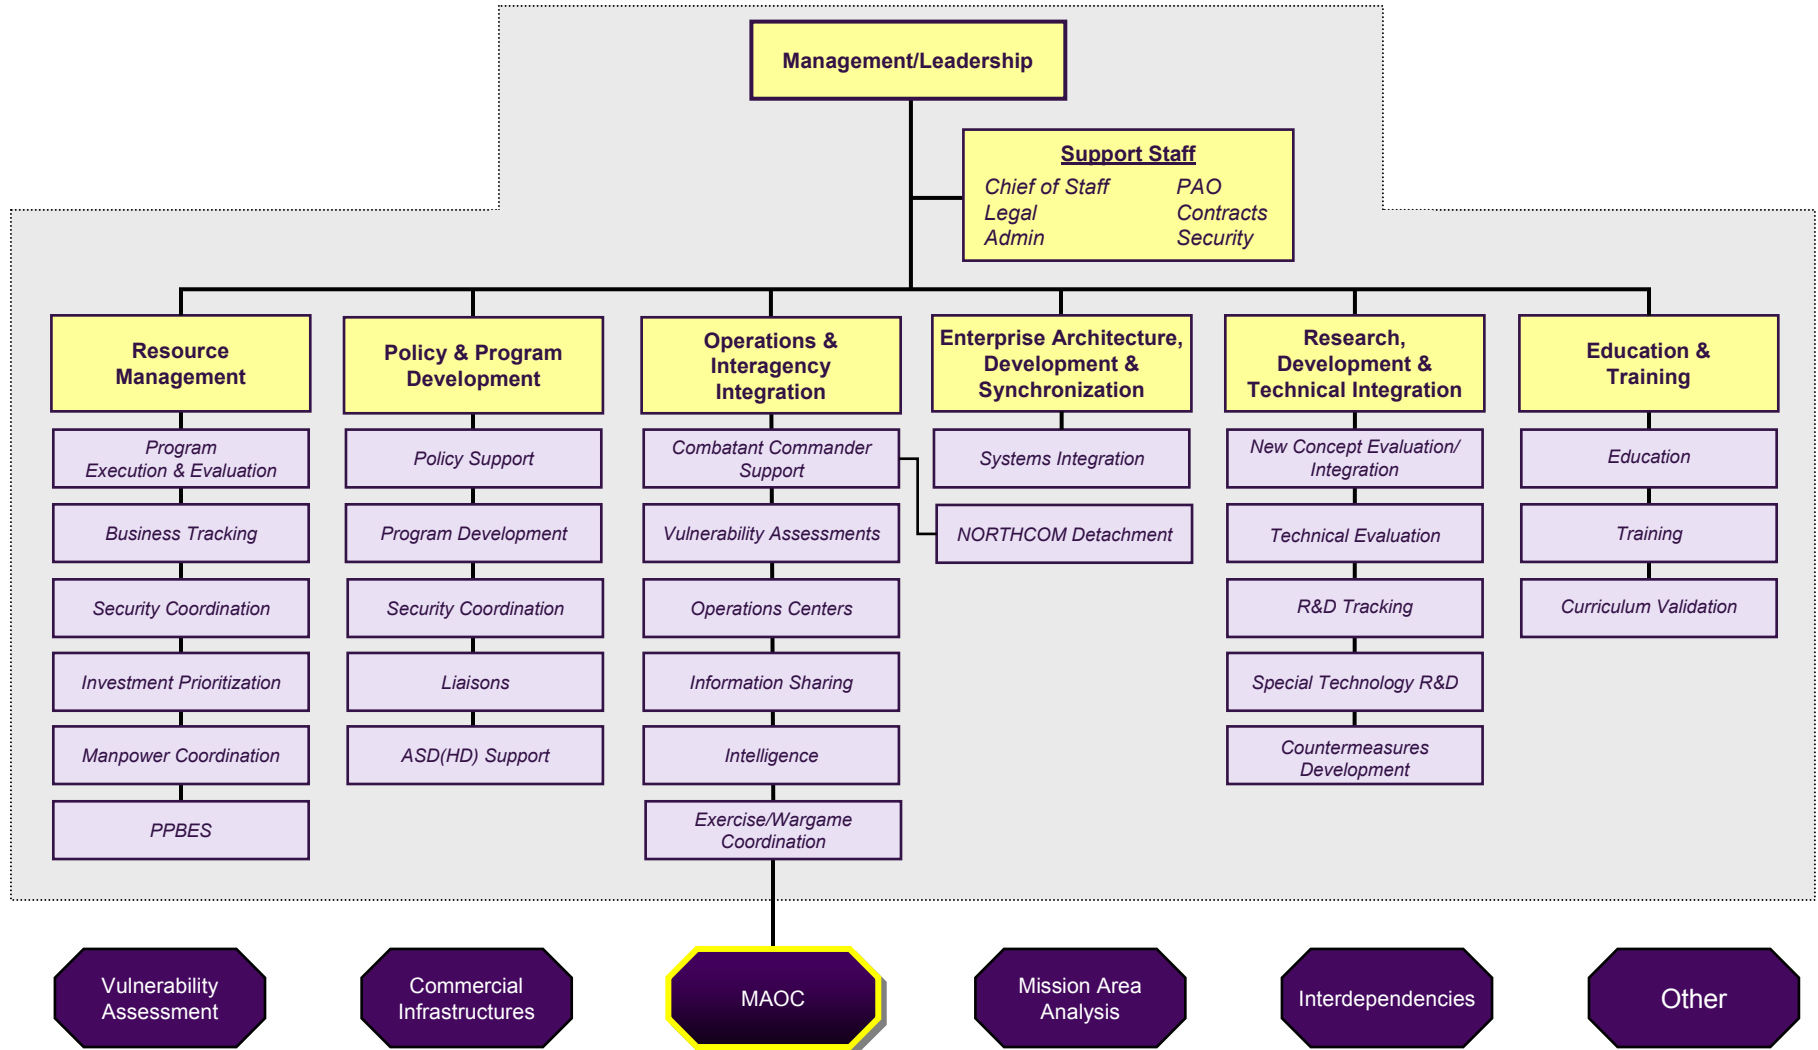 Management/Leadership
Support Staff
Chief of Staff PAO
Legal Contracts
Admin Security
Resource
Management
Policy & Program
Development
Operations &
Interagency
Integration
Enterprise Architecture,
Development &
Synchronization
Research,
Development &
Technical Integration
Education &
Training
Program
Execution & Evaluation
Business Tracking
Security Coordination
Investment Prioritization
Manpower Coordination
PPBES
Policy Support
Program Development
Security Coordination
Liaisons
ASD(HD) Support
Combatant Commander
Support
Vulnerability Assessments
Operations Centers
Information Sharing
Intelligence
Exercise/Wargame
Coordination
Systems Integration
NORTHCOM Detachment
New Concept Evaluation/
Integration
Technical Evaluation
R&D Tracking
Special Technology R&D
Countermeasures
Development
Education
Training
Curriculum Validation
Vulnerability
Assessment
Commercial
Infrastructures
MAOC
Mission Area
Analysis
Interdependencies
Other